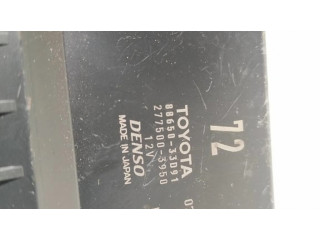 72
TOYOTA
88650-33D91
277500-3950
12V
DENSO
MADE IN JAPAN